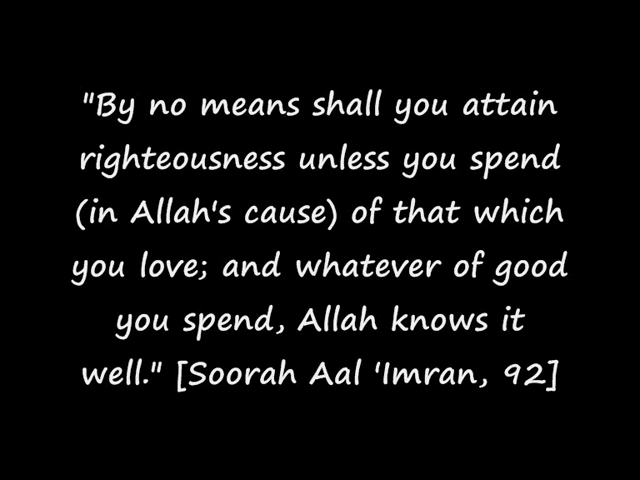 "By no means shall you attain
righteousness unless you spend
(in Allah's cause) of that which
you love; and whatever of good
you spend, Allah knows it
well." [Soorah Aal 'Imran, 92]